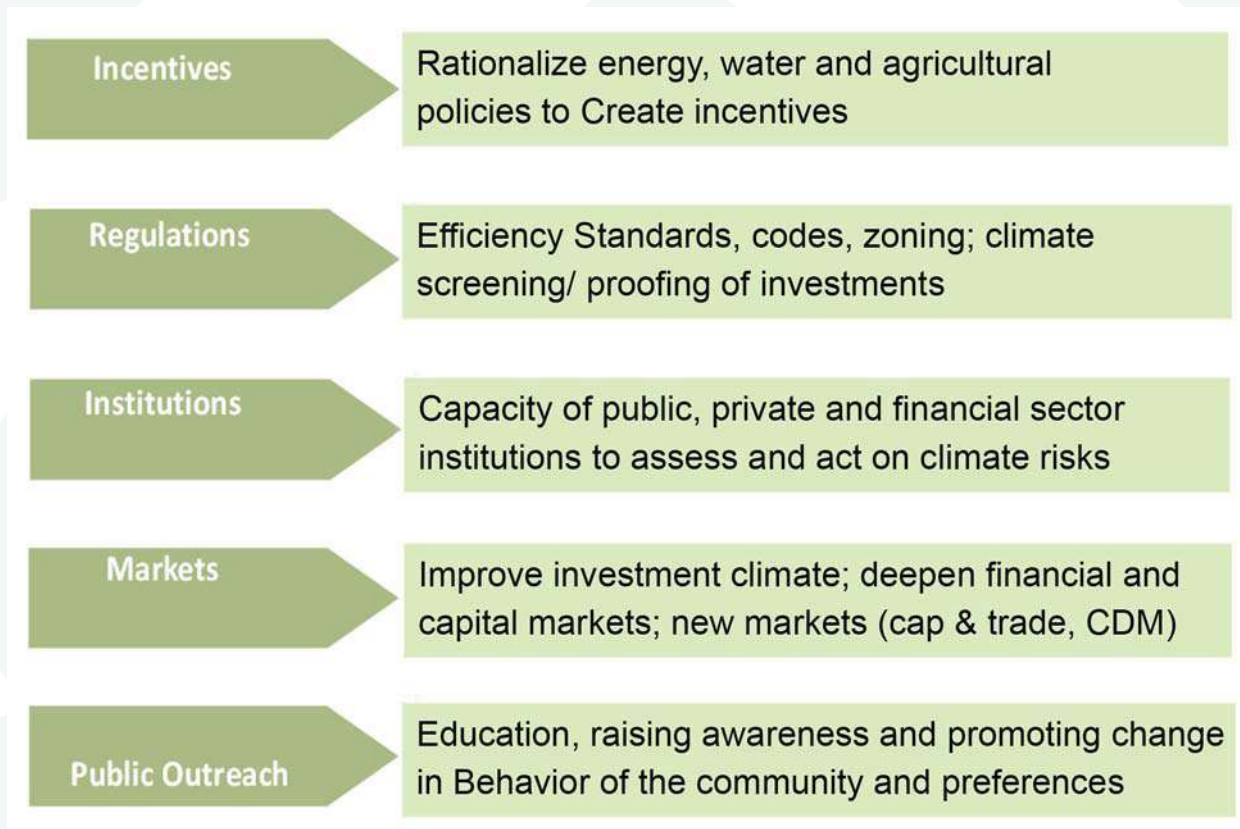 Incentives
Rationalize energy, water and agricultural
policies to Create incentives
Regulations
Efficiency Standards, codes, zoning; climate
screening/ proofing of investments
Institutions
Capacity of public, private and financial sector
institutions to assess and act on climate risks
Markets
Improve investment climate; deepen financial and
capital markets; new markets (cap & trade, CDM)
Public Outreach
Education, raising awareness and promoting change
in Behavior of the community and preferences